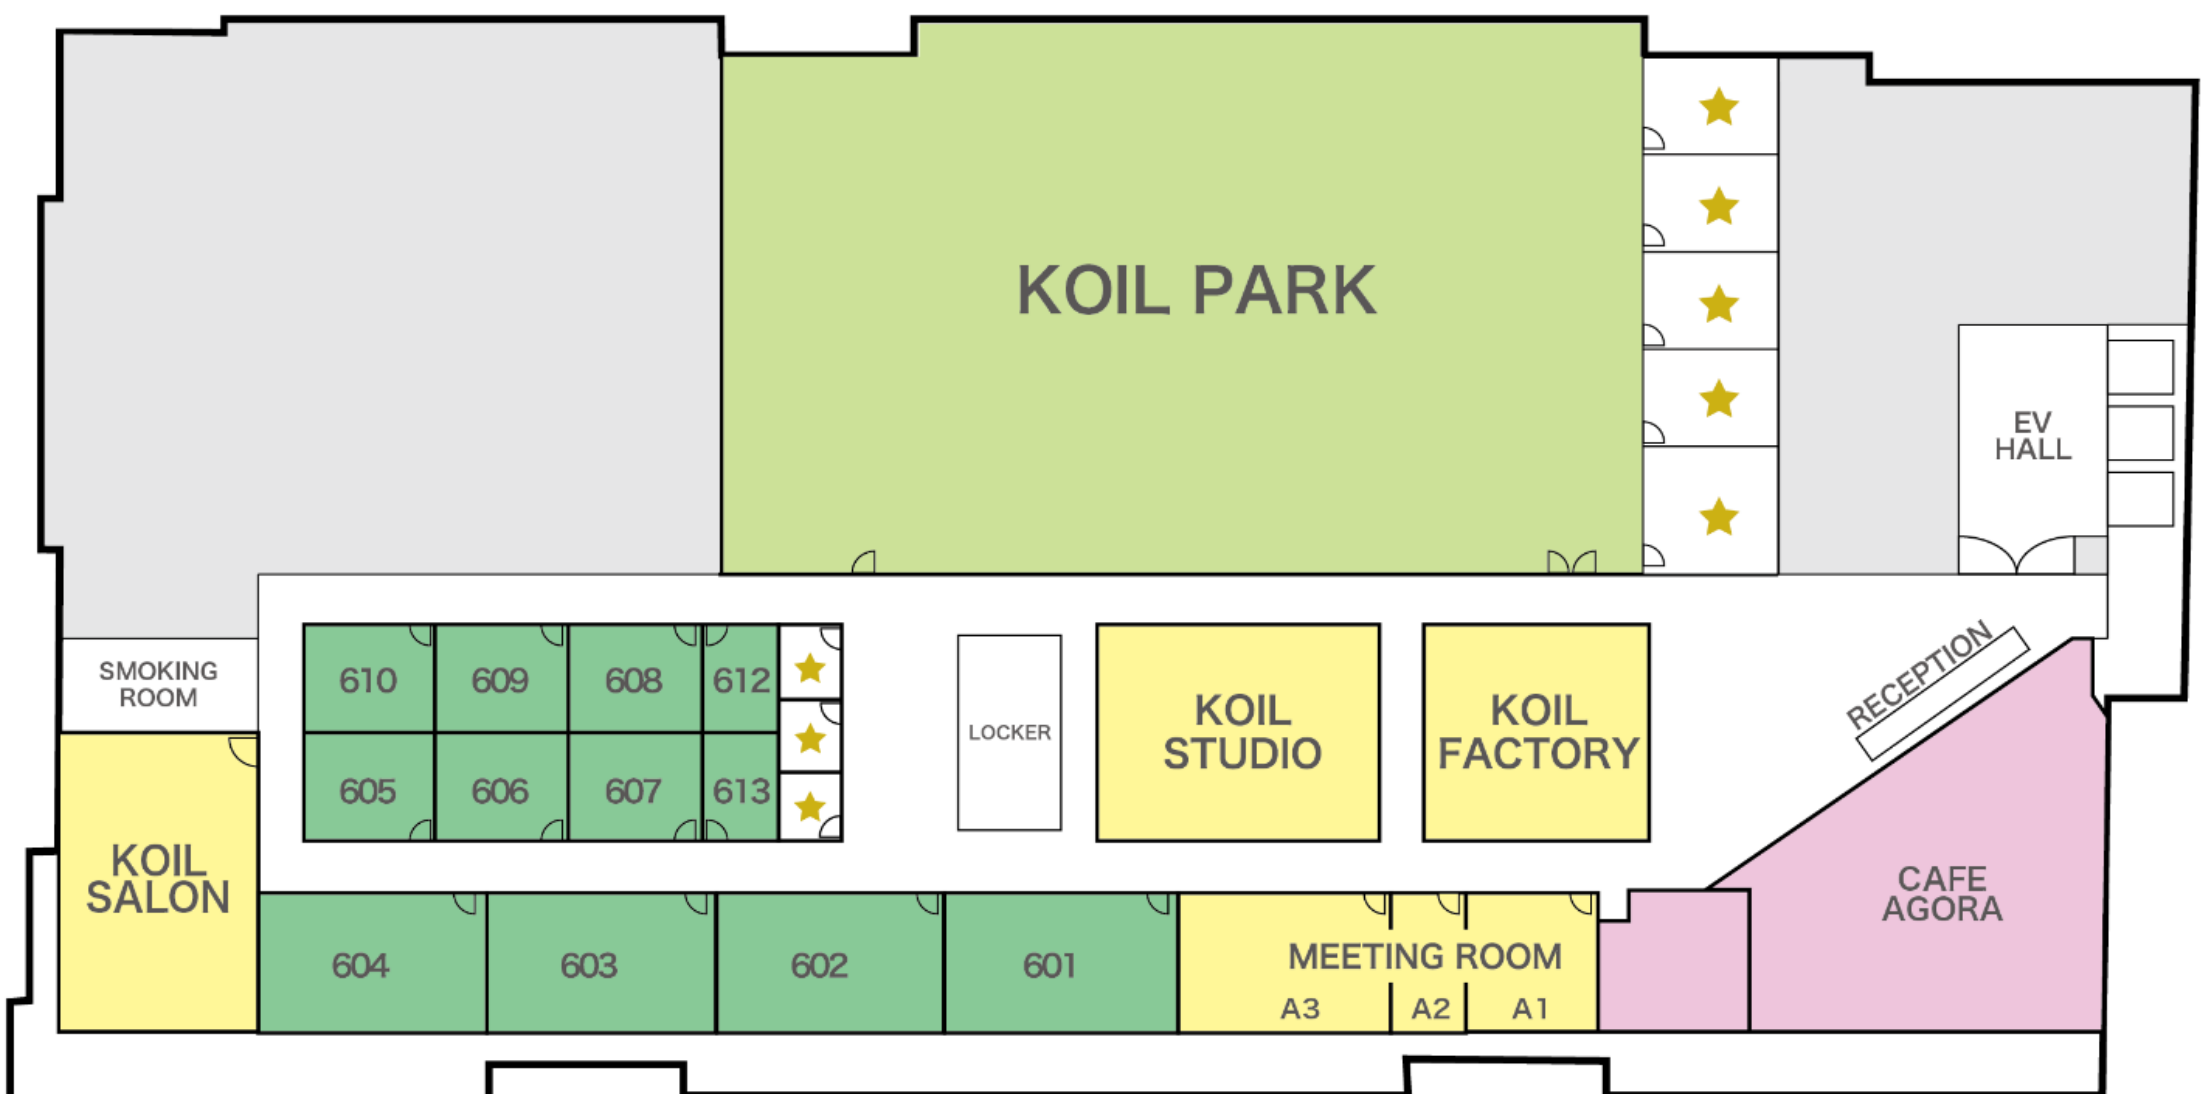 KOIL PARK
EV
HALL
SMOKING
ROOM
610
609
608
612
605
606
607
613
LOCKER
KOIL
STUDIO
KOIL
FACTORY
RECEPTION
KOIL
SALON
CAFE
AGORA
604
603
602
601
MEETING ROOM
A3
A2
A1